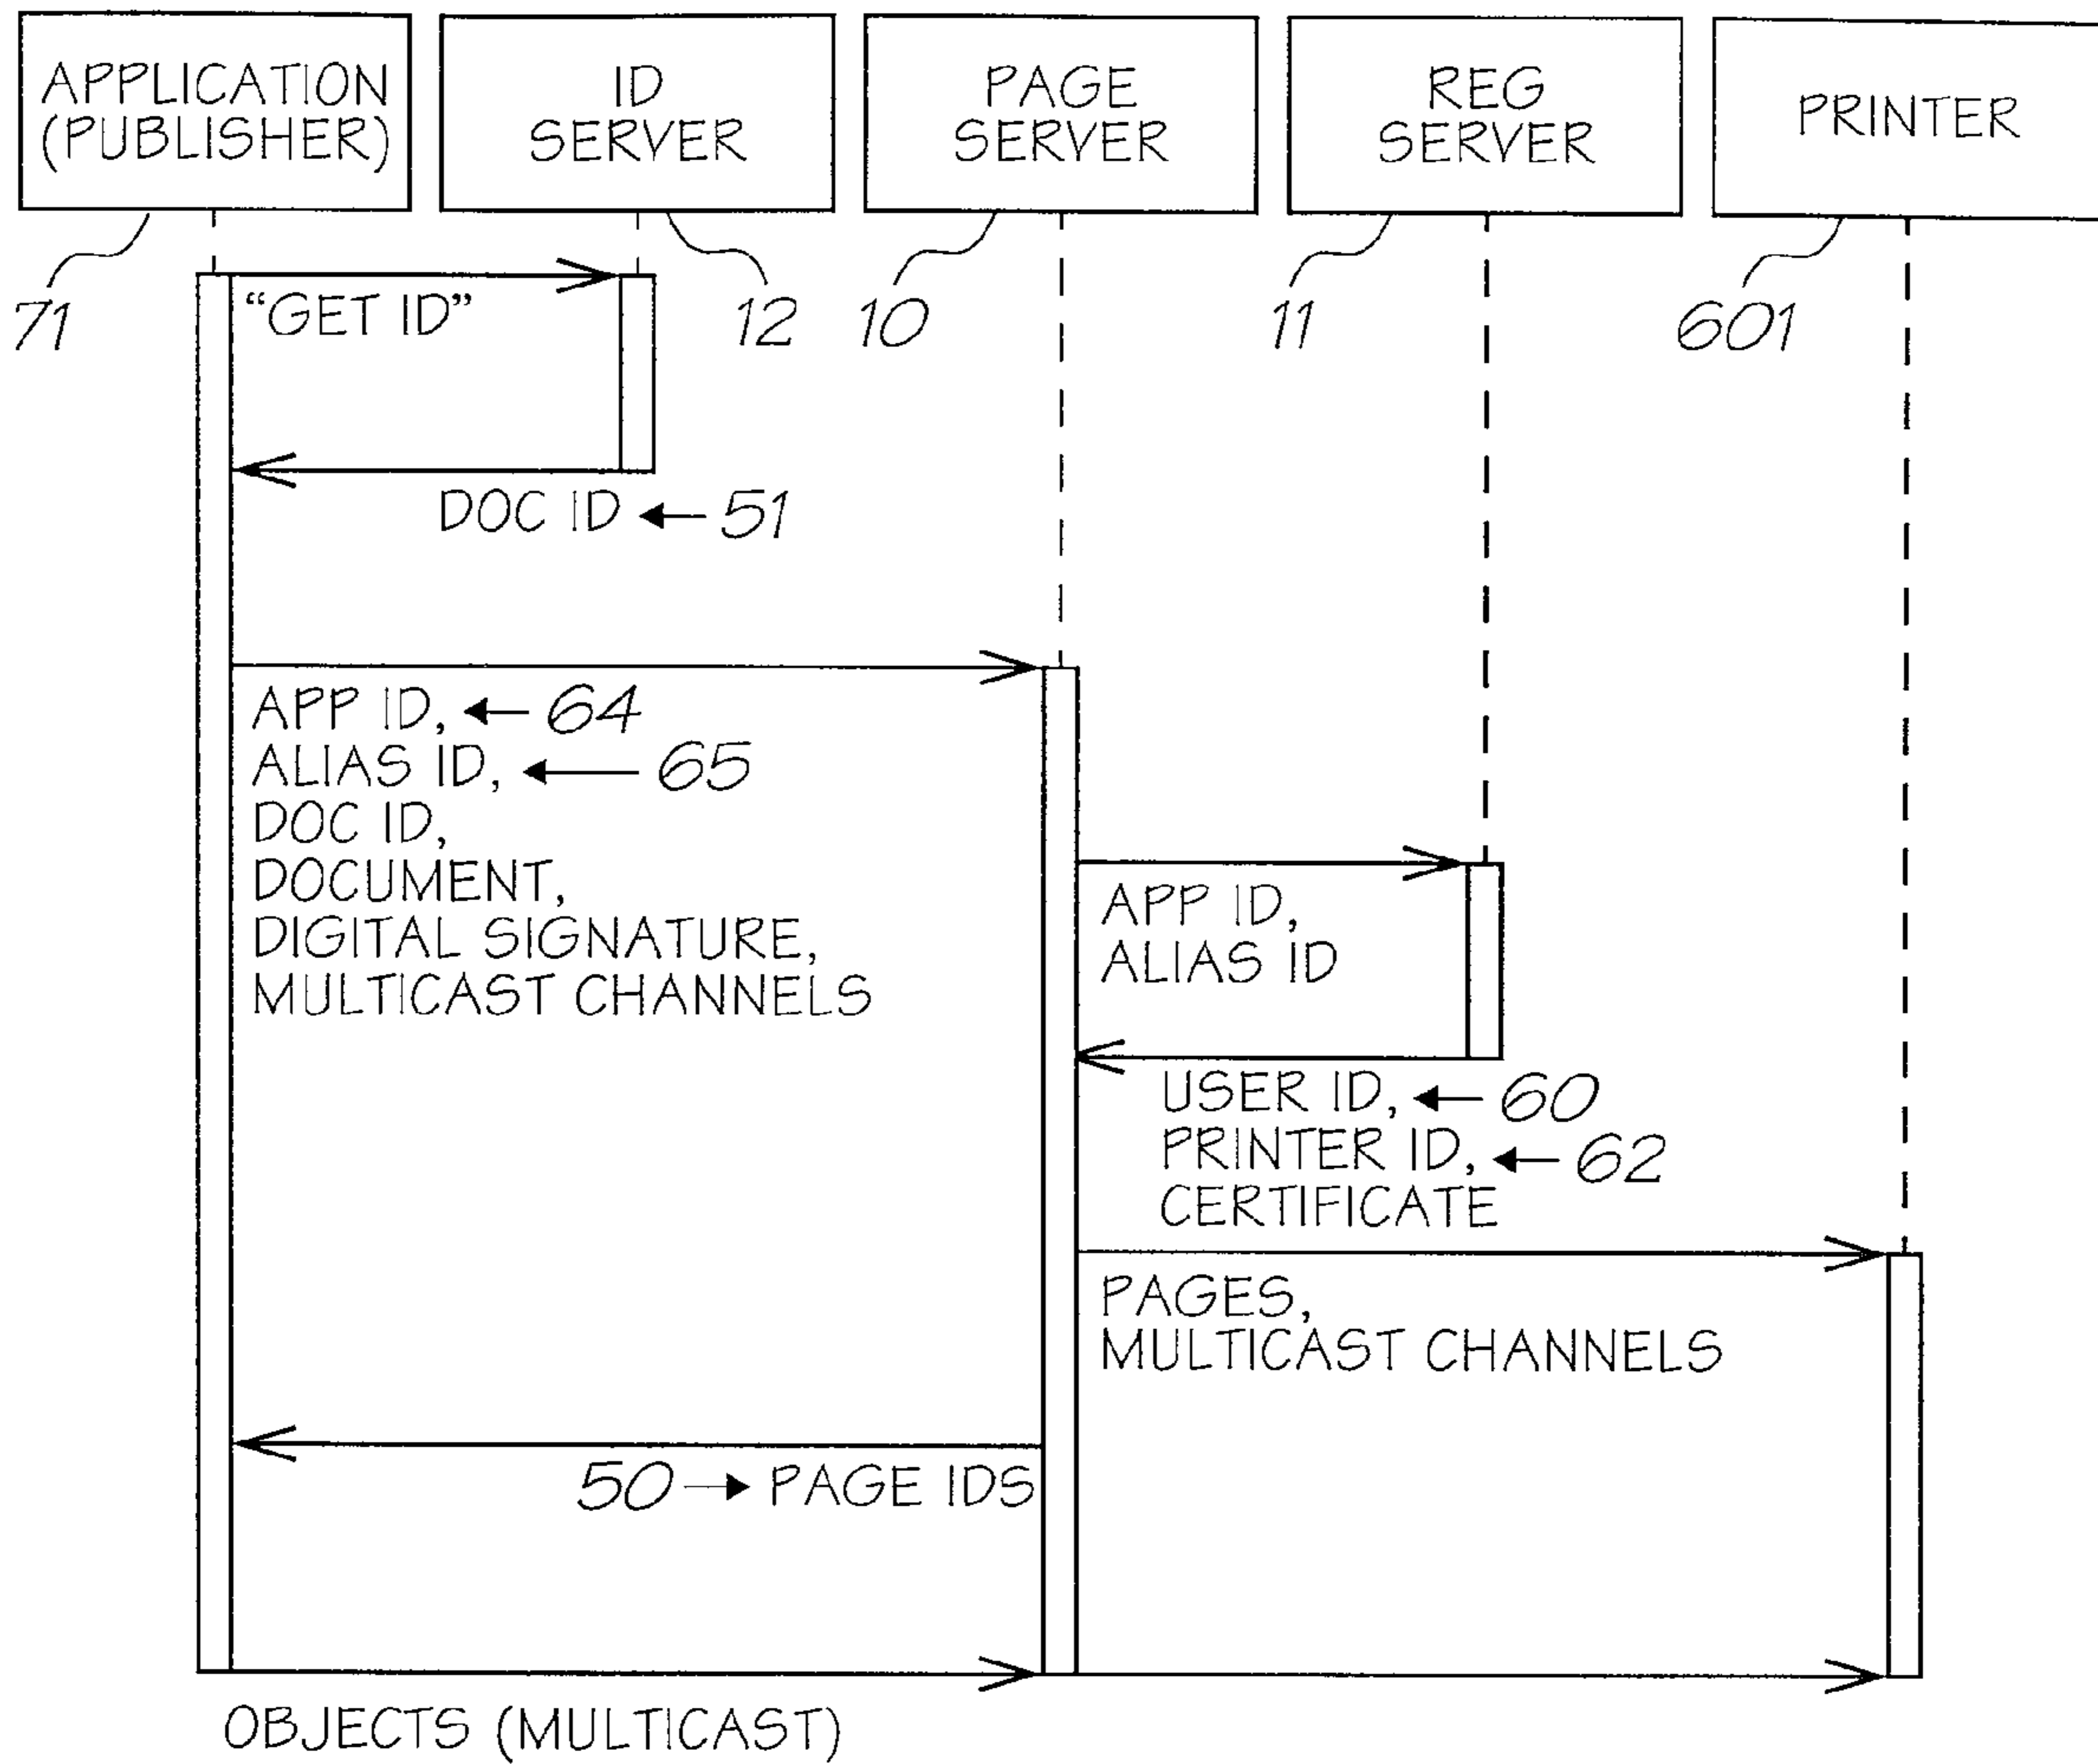 APPLICATION
(PUBLISHER)
ID
SERVER
PAGE
SERVER
REG
SERVER
PRINTER
71
12
10
11
601
“GET ID”
DOC ID 51
APP ID, 64
ALIAS ID, 65
DOC ID,
DOCUMENT,
DIGITAL SIGNATURE,
MULTICAST CHANNELS
APP ID,
ALIAS ID
USER ID, 60
PRINTER ID, 62
CERTIFICATE
PAGES,
MULTICAST CHANNELS
50 PAGE IDS
OBJECTS (MULTICAST)